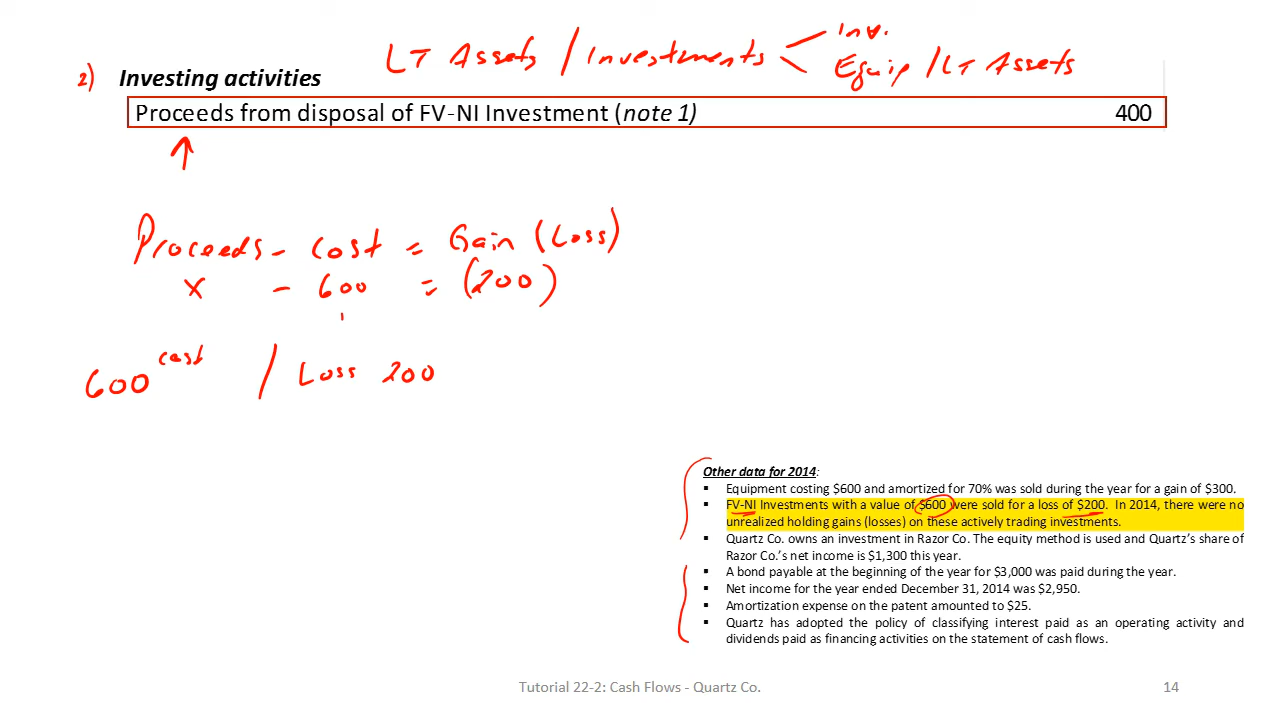 LT Assets / Investments < Inv.
Equip / LT Assets
2) Investing activities
Proceeds from disposal of FV-NI Investment (note 1) 400
Proceeds - cost = Gain (Loss)
x - 600 = (200)
600 cost / Loss 200
Other data for 2014:
▪ Equipment costing $600 and amortized for 70% was sold during the year for a gain of $300.
▪ FV-NI Investments with a value of $600 were sold for a loss of $200. In 2014, there were no
unrealized holding gains (losses) on these actively trading investments.
▪ Quartz Co. owns an investment in Razor Co. The equity method is used and Quartz's share of
Razor Co.'s net income is $1,300 this year.
▪ A bond payable at the beginning of the year for $3,000 was paid during the year.
▪ Net income for the year ended December 31, 2014 was $2,950.
▪ Amortization expense on the patent amounted to $25.
▪ Quartz has adopted the policy of classifying interest paid as an operating activity and
dividends paid as financing activities on the statement of cash flows.
Tutorial 22-2: Cash Flows - Quartz Co. 14